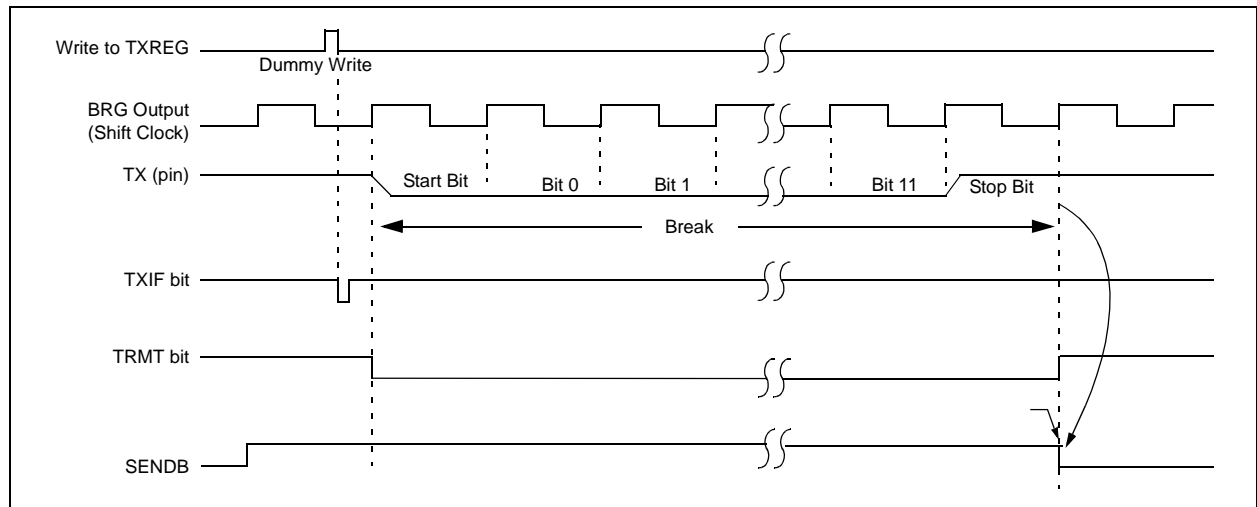 Write to TXREG
Dummy Write
BRG Output
(Shift Clock)
TX (pin)
Start Bit
Bit 0
Bit 1
Bit 11
Stop Bit
Break
TXIF bit
TRMT bit
SENDB